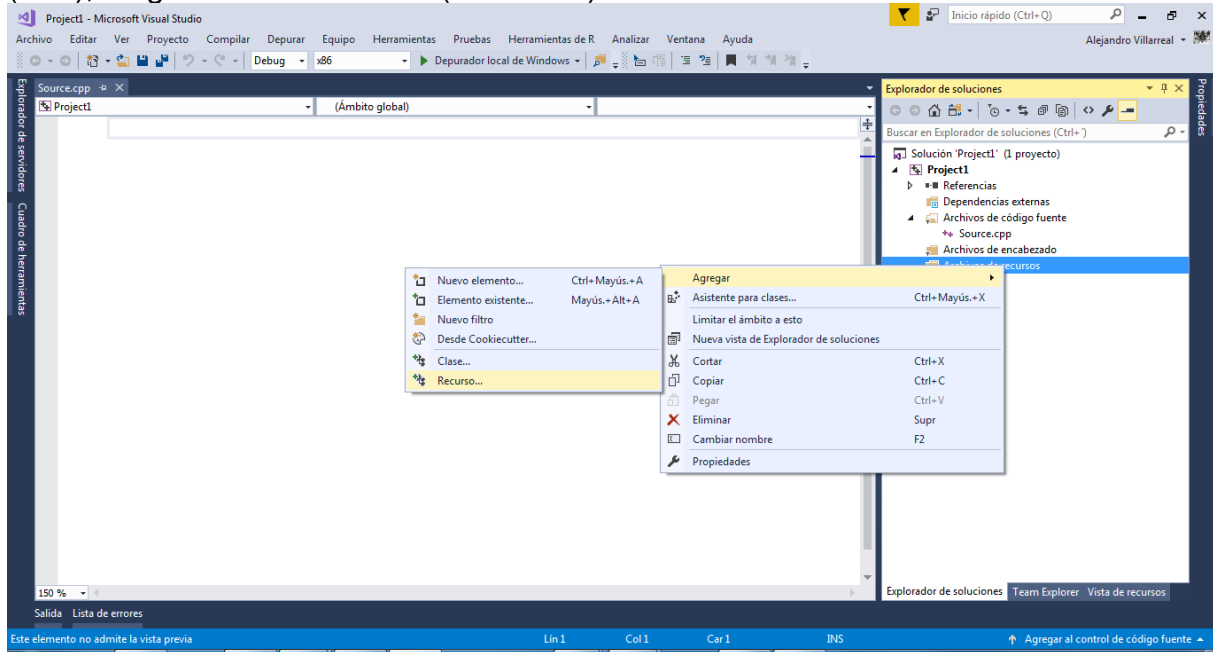 Project1 - Microsoft Visual Studio
Inicio rápido (Ctrl+Q)
Archivo Editar Ver Proyecto Compilar Depurar Equipo Herramientas Pruebas Herramientas de R Analizar Ventana Ayuda
Alejandro Villarreal
Debug x86 Depurador local de Windows
Explorador de servidores
Cuadro de herramientas
Source.cpp
Project1 (Ámbito global)
Explorador de soluciones
Propiedades
Buscar en Explorador de soluciones (Ctrl+´)
Solución 'Project1' (1 proyecto)
Project1
Referencias
Dependencias externas
Archivos de código fuente
Source.cpp
Archivos de encabezado
Archivos de recursos
Nuevo elemento... Ctrl+Mayús.+A
Elemento existente... Mayús.+Alt+A
Nuevo filtro
Desde Cookiecutter...
Clase...
Recurso...
Agregar
Asistente para clases... Ctrl+Mayús.+X
Limitar el ámbito a esto
Nueva vista de Explorador de soluciones
Cortar Ctrl+X
Copiar Ctrl+C
Pegar Ctrl+V
Eliminar Supr
Cambiar nombre F2
Propiedades
150 %
Explorador de soluciones Team Explorer Vista de recursos
Salida Lista de errores
Este elemento no admite la vista previa Lín 1 Col 1 Car 1 INS Agregar al control de código fuente